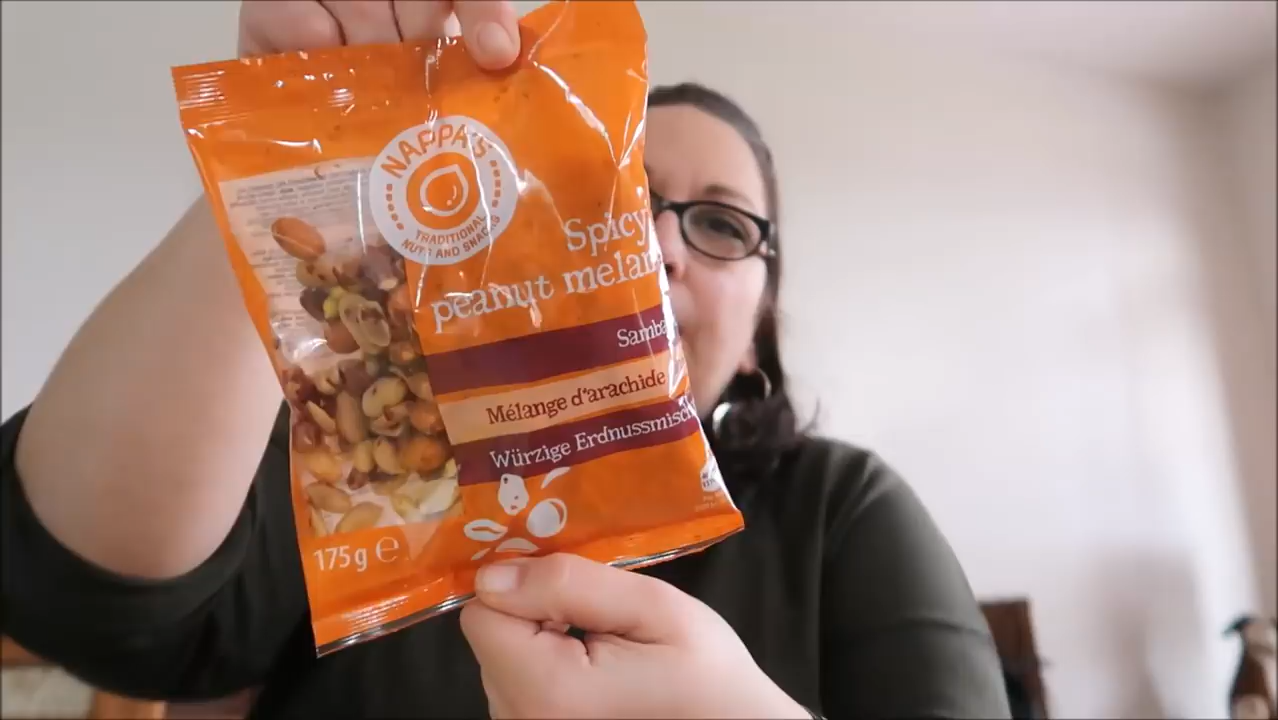 NAPPA'S
TRADITIONAL
NUTS AND SNACKS
Spicy
peanut melan
Samba
Mélange d'arachide
Würzige Erdnussmisch
175g e